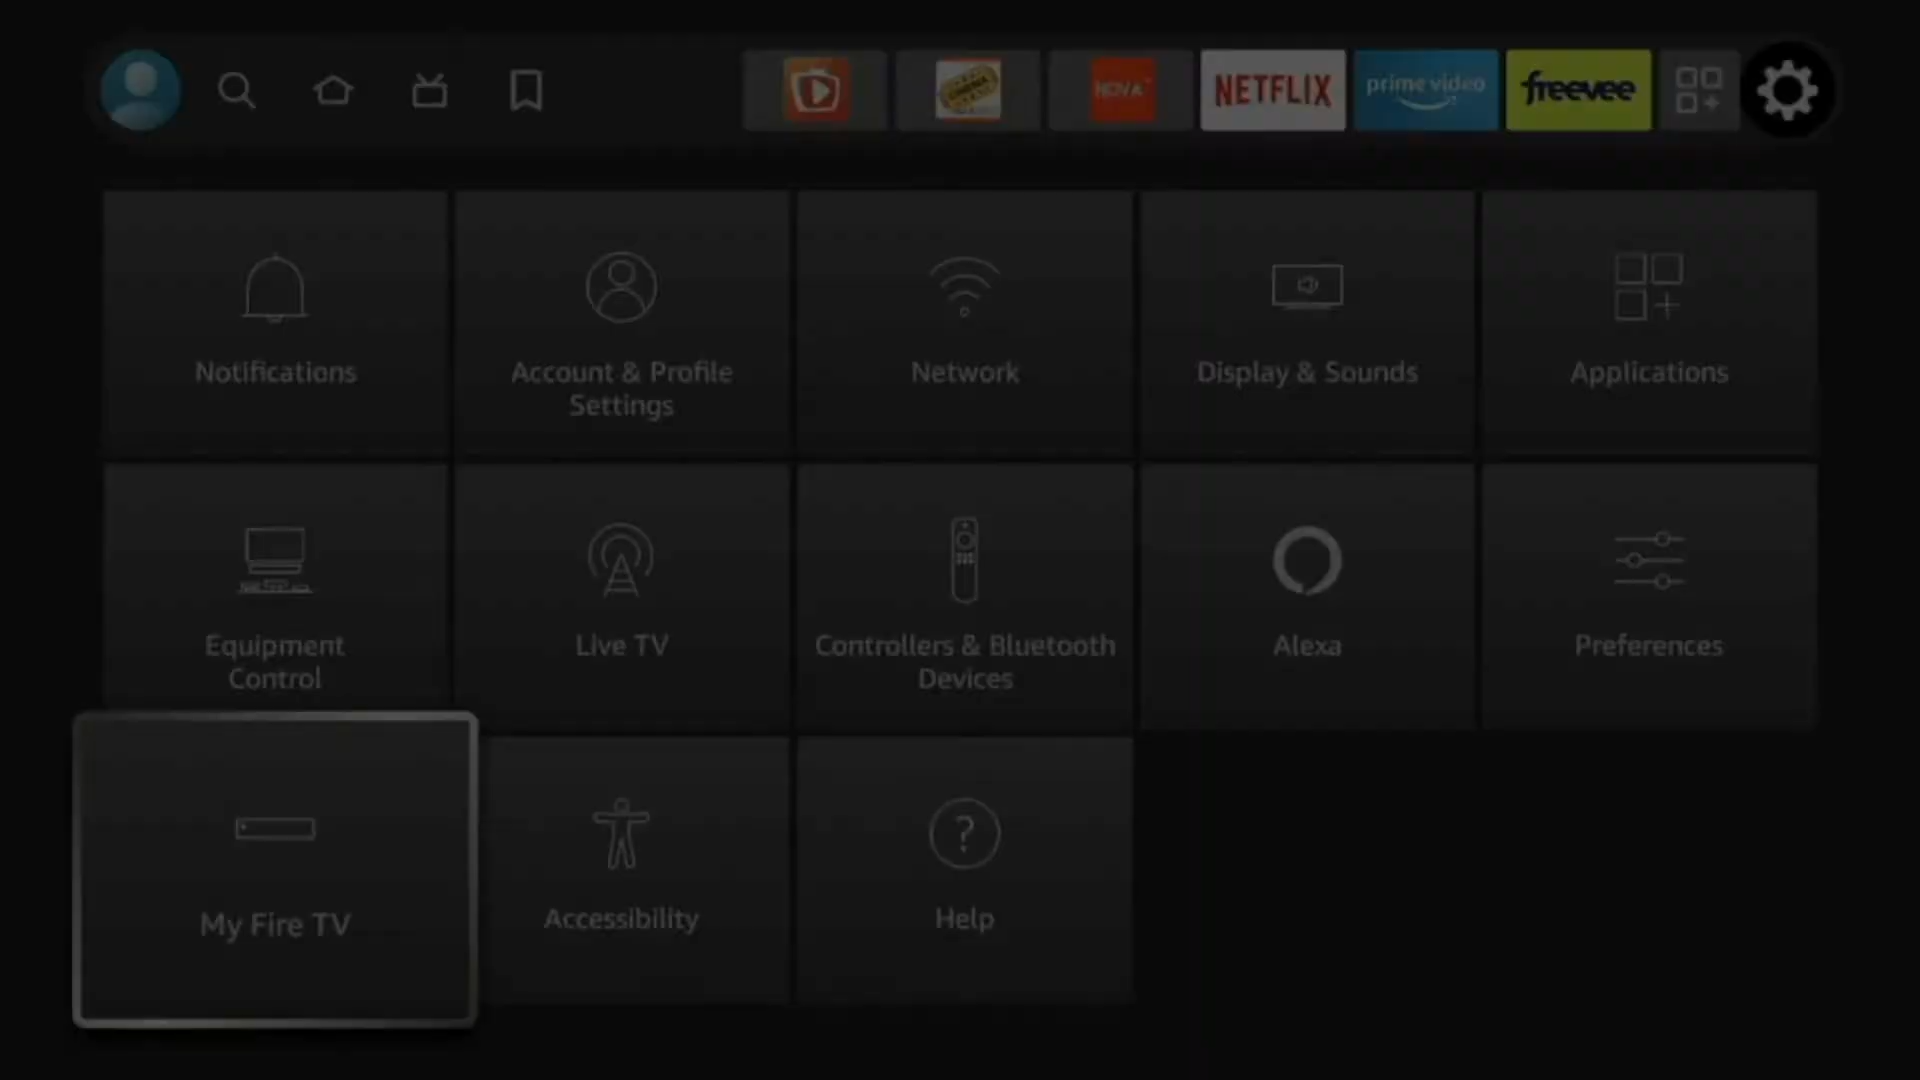 NOVA
NETFLIX
prime video
freevee
Notifications
Account & Profile
Settings
Network
Display & Sounds
Applications
Equipment
Control
Live TV
Controllers & Bluetooth
Devices
Alexa
Preferences
My Fire TV
Accessibility
Help